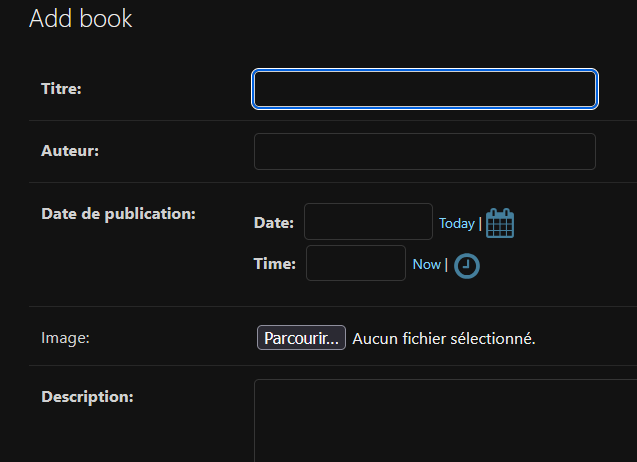 Add book
Titre:
Auteur:
Date de publication:
Date: Today |
Time: Now |
Image: Parcourir... Aucun fichier sélectionné.
Description: